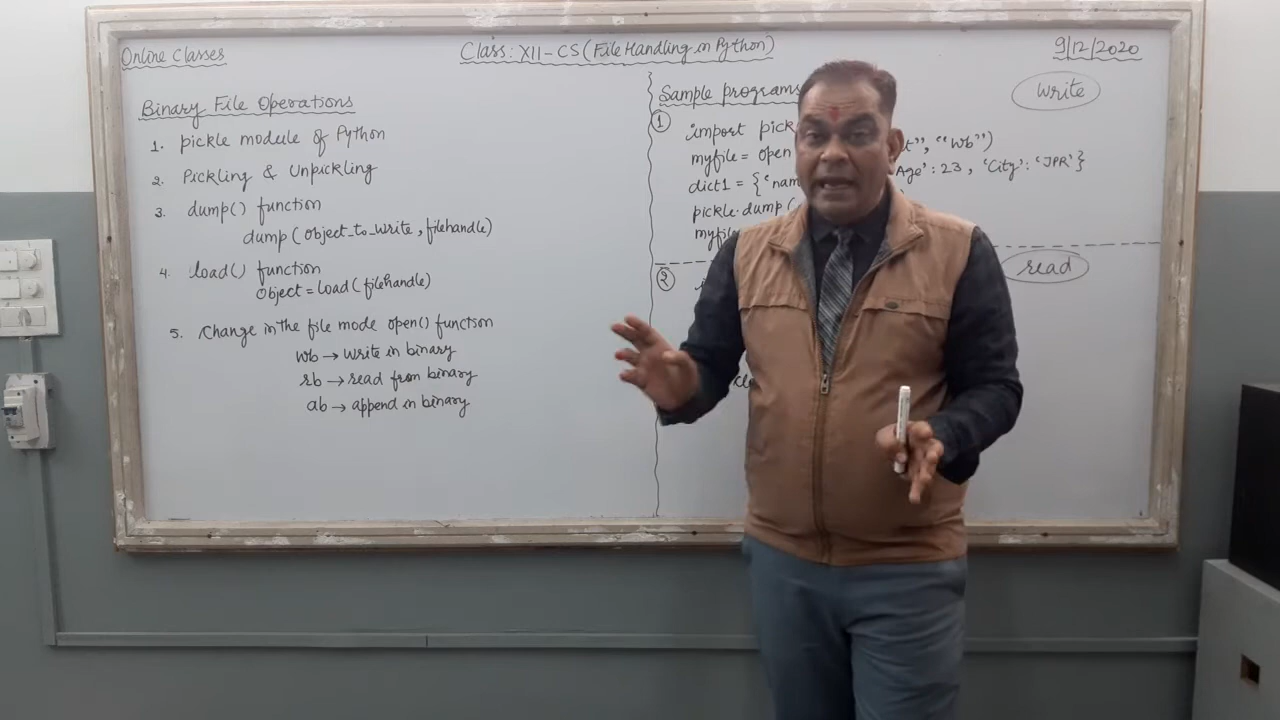 Online Classes
Class: XII-CS (File Handling in Python)
9/12/2020
Binary File Operations
1. pickle module of Python
2. Pickling & Unpickling
3. dump() function
dump(object_to_write, filehandle)
4. load() function
Object = load(filehandle)
5. Change in the file mode open() function
wb → write in binary
rb → read from binary
ab → append in binary
Sample programs
write
1
import pick
myfile = open t", "wb")
dict1 = {'nam Age': 23, 'City': 'JPR'}
pickle.dump(
myfile
2
read